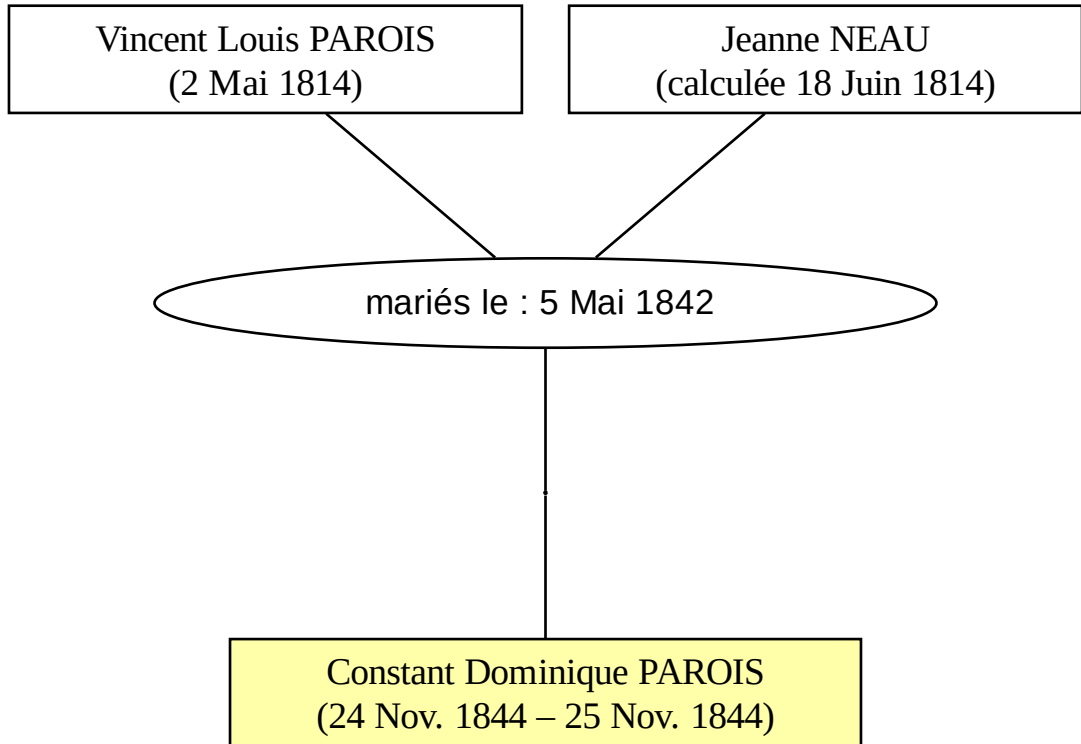 Vincent Louis PAROIS
(2 Mai 1814)
Jeanne NEAU
(calculée 18 Juin 1814)
mariés le : 5 Mai 1842
Constant Dominique PAROIS
(24 Nov. 1844 – 25 Nov. 1844)